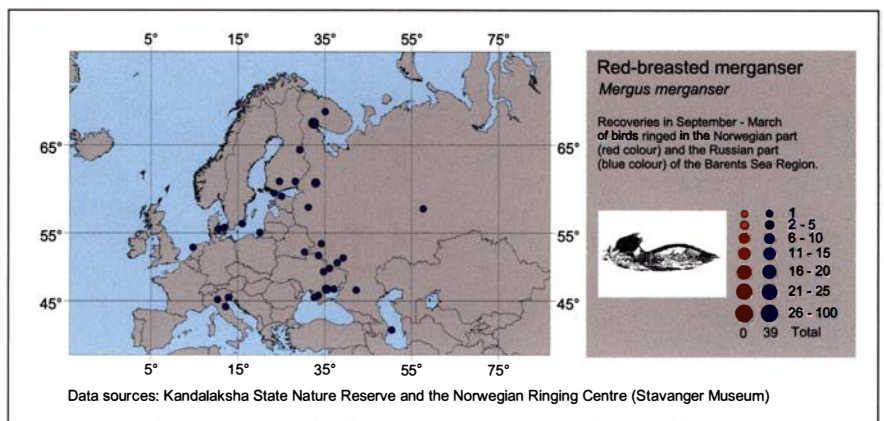 5° 15° 35° 55° 75°
65° 65°
55° 55°
45° 45°
5° 15° 35° 55° 75°
Red-breasted merganser
Mergus merganser
Recoveries in September - March
of birds ringed in the Norwegian part
(red colour) and the Russian part
(blue colour) of the Barents Sea Region.
1
2 - 5
6 - 10
11 - 15
16 - 20
21 - 25
26 - 100
0 39 Total
Data sources: Kandalaksha State Nature Reserve and the Norwegian Ringing Centre (Stavanger Museum)